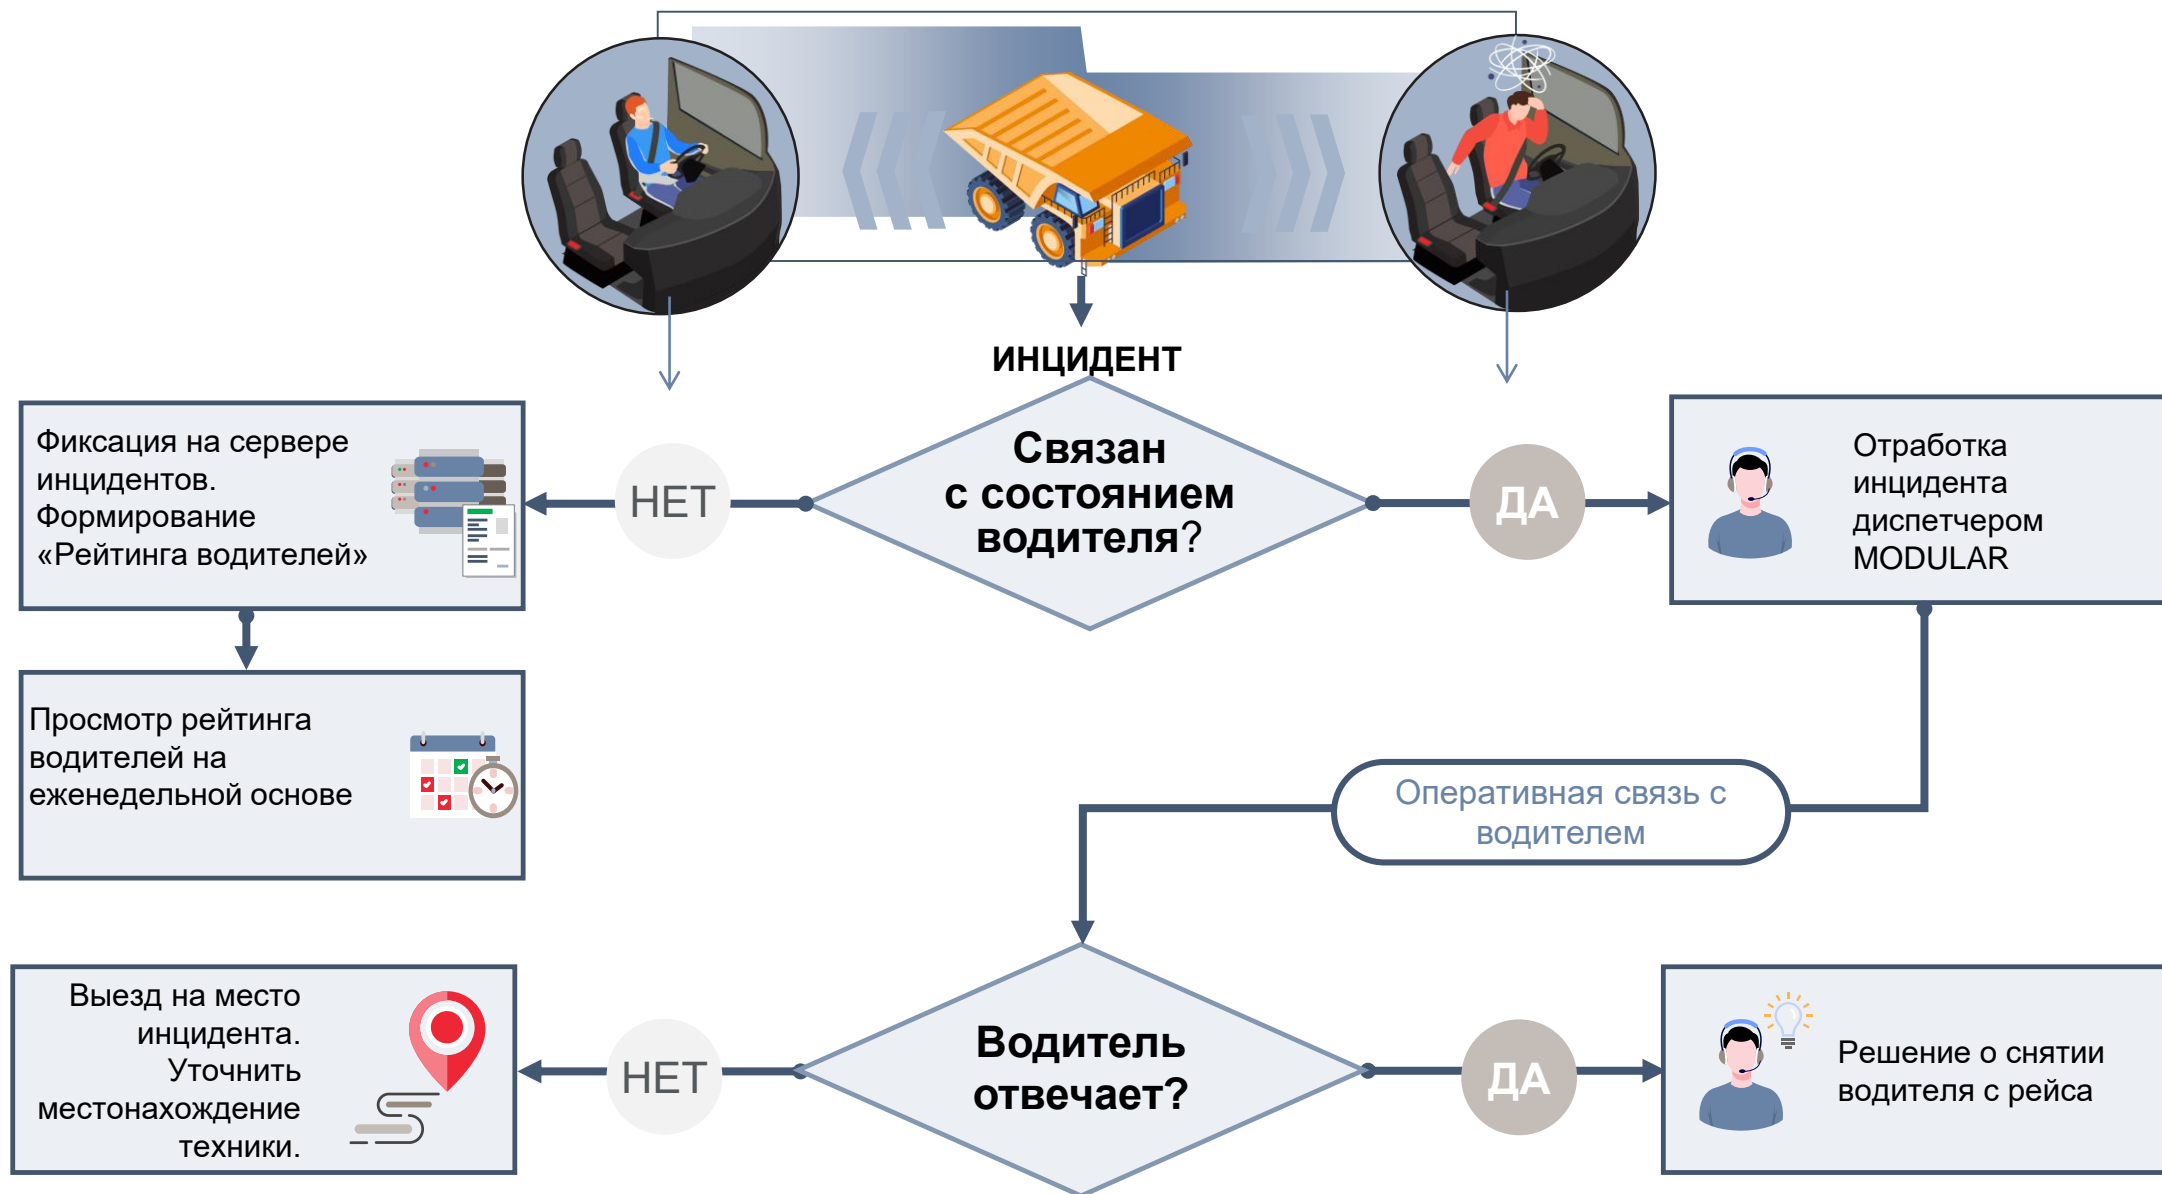 ИНЦИДЕНТ
Связан
с состоянием
водителя?
НЕТ
ДА
Фиксация на сервере
инцидентов.
Формирование
«Рейтинга водителей»
Отработка
инцидента
диспетчером
MODULAR
Просмотр рейтинга
водителей на
еженедельной основе
Оперативная связь с
водителем
Водитель
отвечает?
НЕТ
ДА
Выезд на место
инцидента.
Уточнить
местонахождение
техники.
Решение о снятии
водителя с рейса